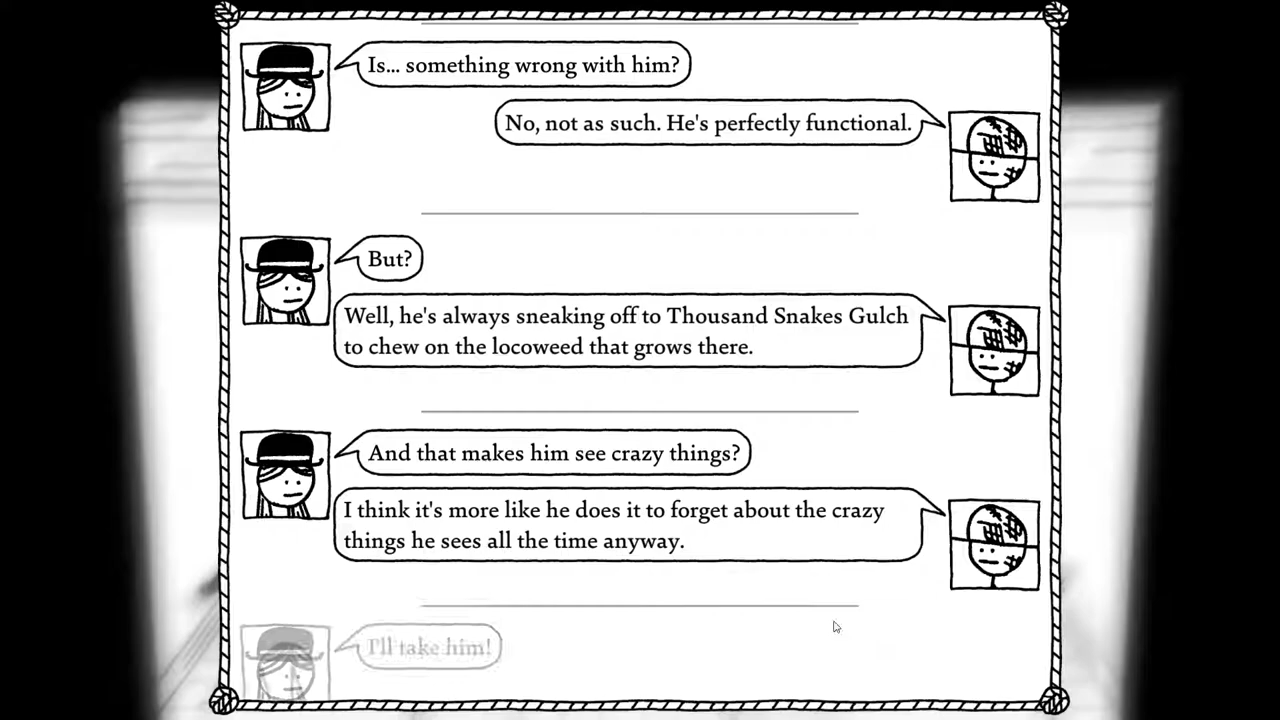 Is... something wrong with him?
No, not as such. He's perfectly functional.
But?
Well, he's always sneaking off to Thousand Snakes Gulch
to chew on the locoweed that grows there.
And that makes him see crazy things?
I think it's more like he does it to forget about the crazy
things he sees all the time anyway.
I'll take him!